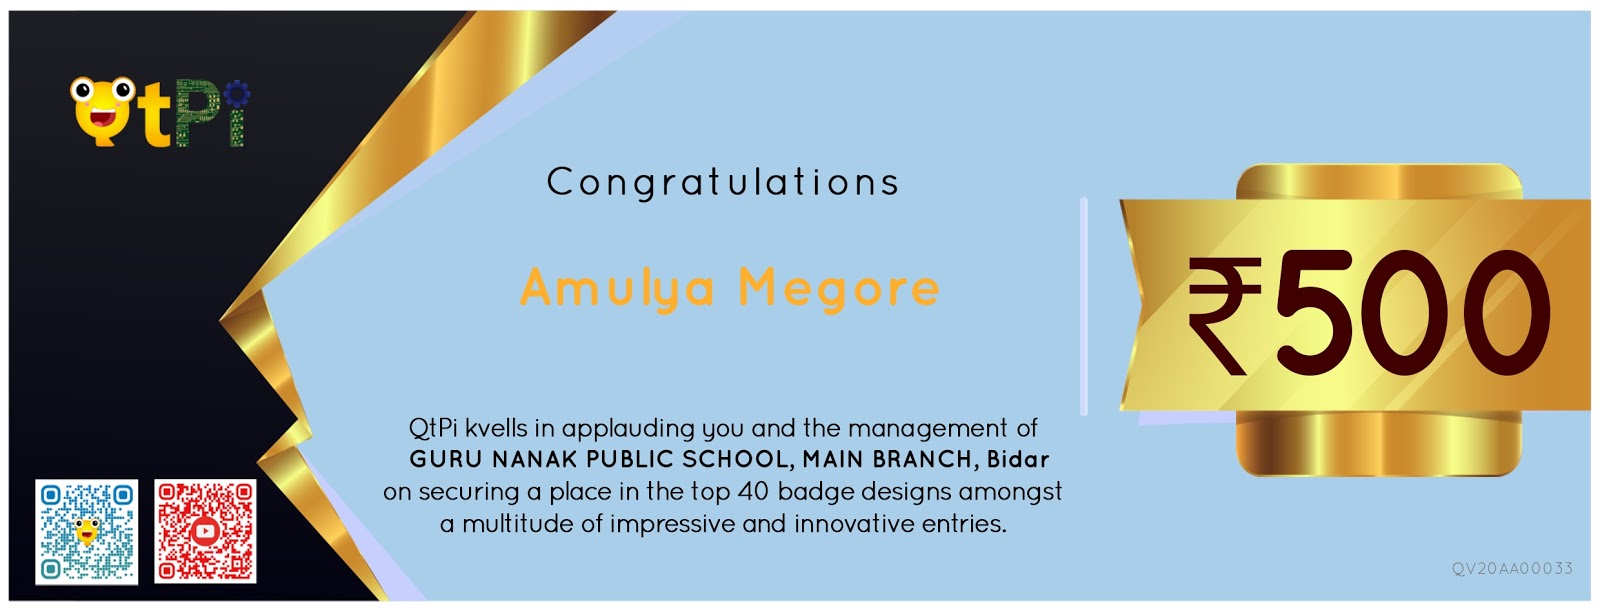 QtPi
Congratulations
Amulya Megore
₹500
QtPi kvells in applauding you and the management of
GURU NANAK PUBLIC SCHOOL, MAIN BRANCH, Bidar
on securing a place in the top 40 badge designs amongst
a multitude of impressive and innovative entries.
QV20AA00033